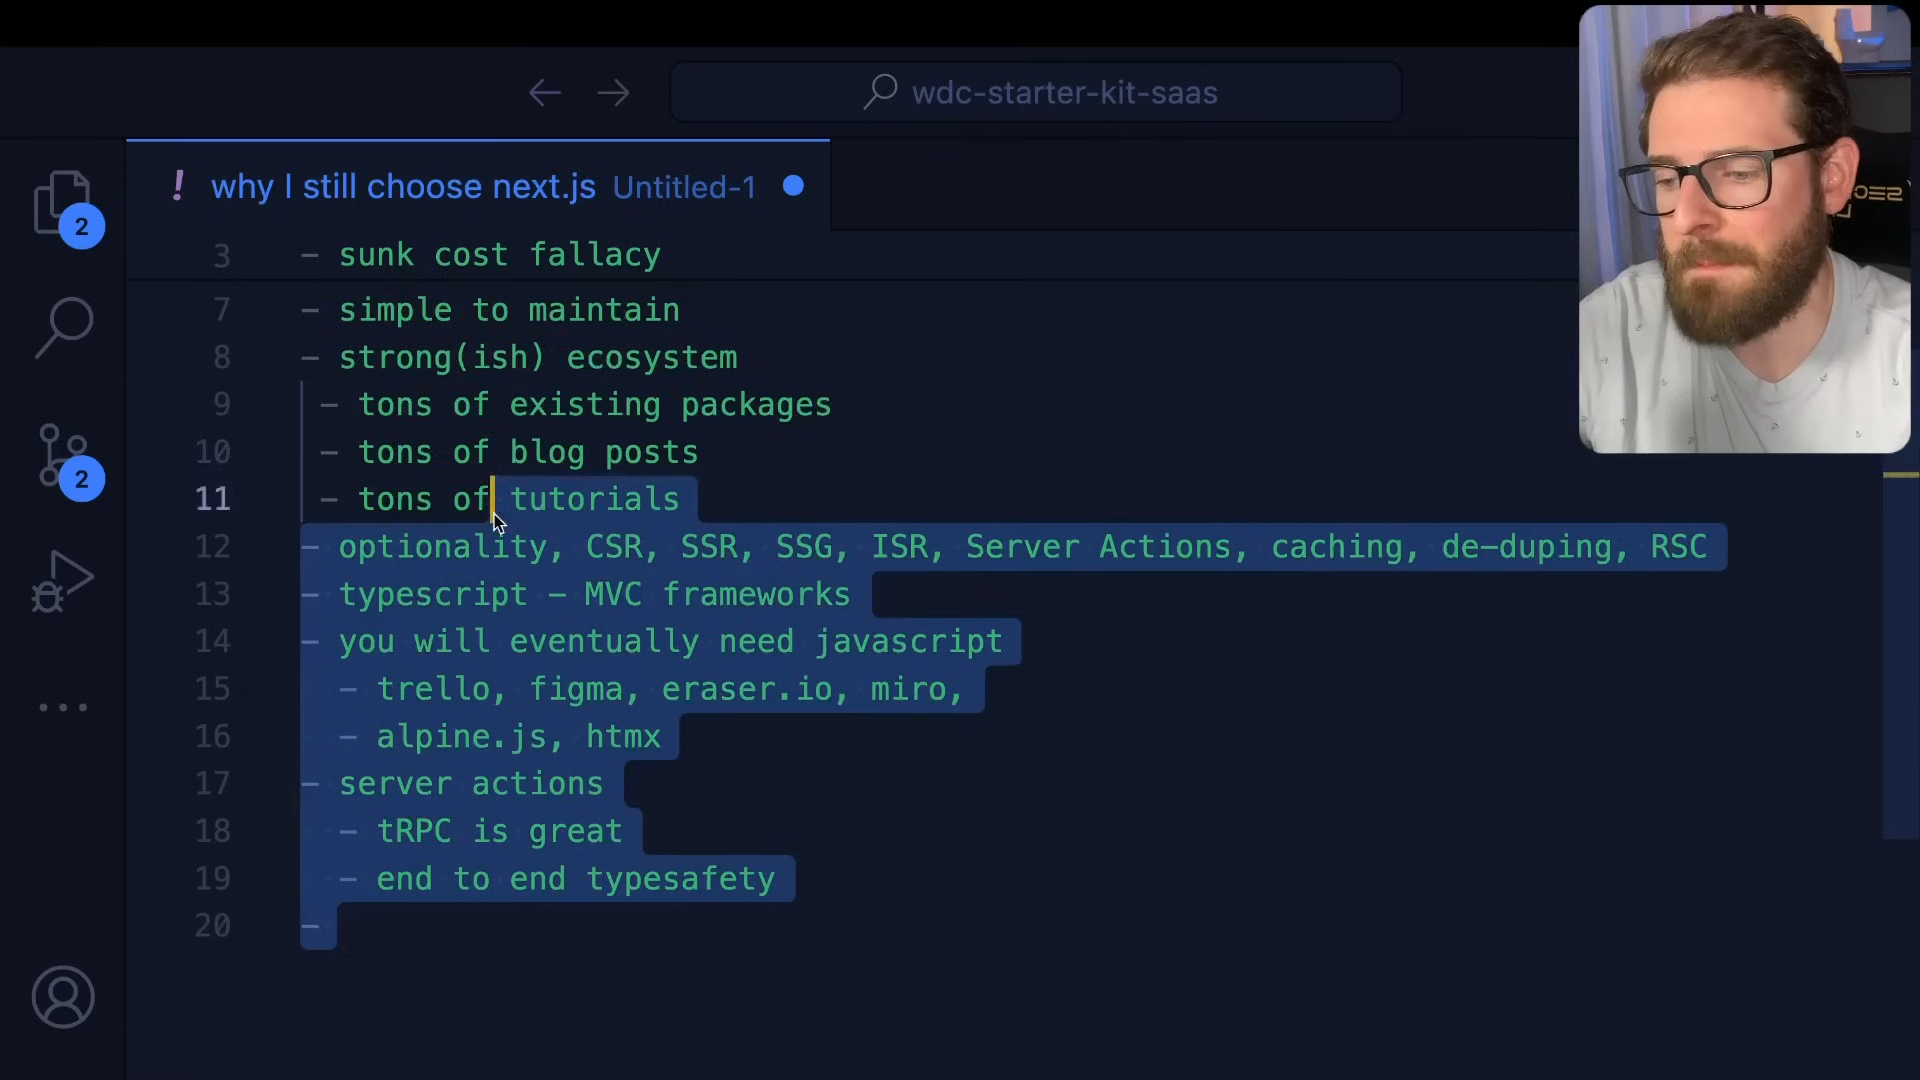 wdc-starter-kit-saas
! why I still choose next.js Untitled-1
2
3 - sunk cost fallacy
7 - simple to maintain
8 - strong(ish) ecosystem
9 - tons of existing packages
10 - tons of blog posts
11 - tons of tutorials
2
12 - optionality, CSR, SSR, SSG, ISR, Server Actions, caching, de-duping, RSC
13 - typescript - MVC frameworks
14 - you will eventually need javascript
15 - trello, figma, eraser.io, miro,
16 - alpine.js, htmx
17 - server actions
18 - tRPC is great
19 - end to end typesafety
20 -